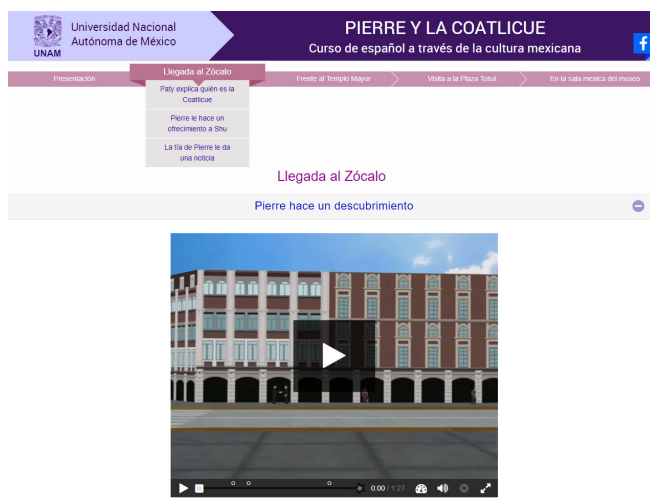 Universidad Nacional
Autónoma de México
UNAM
PIERRE Y LA COATLICUE
Curso de español a través de la cultura mexicana
f
Presentación
Llegada al Zócalo
Frente al Templo Mayor
Visita a la Plaza Tolsá
En la sala mexica del museo
Paty explica quién es la
Coatlicue
Pierre le hace un
ofrecimiento a Shu
La tía de Pierre le da
una noticia
Llegada al Zócalo
Pierre hace un descubrimiento
0:00 / 1:27